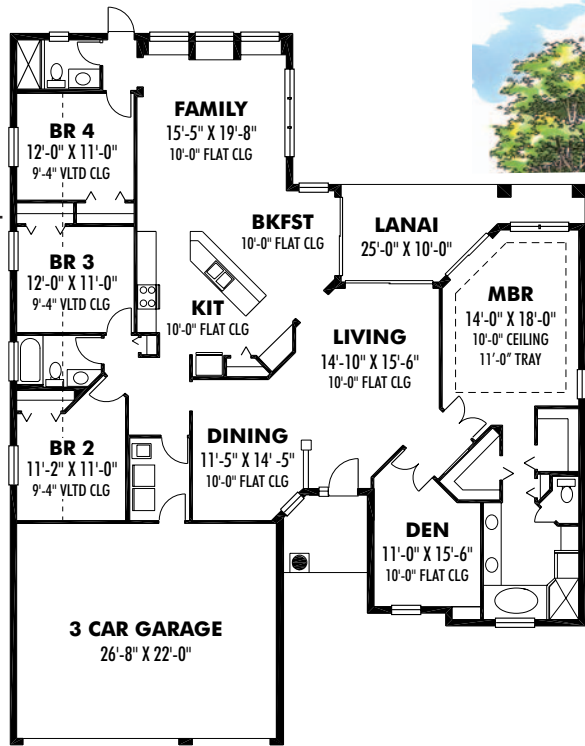 FAMILY
15'-5" X 19'-8"
10'-0" FLAT CLG
BR 4
12'-0" X 11'-0"
9'-4" VLTD CLG
BKFST
10'-0" FLAT CLG
LANAI
25'-0" X 10'-0"
BR 3
12'-0" X 11'-0"
9'-4" VLTD CLG
KIT
10'-0" FLAT CLG
MBR
14'-0" X 18'-0"
10'-0" CEILING
11'-0" TRAY
LIVING
14'-10" X 15'-6"
10'-0" FLAT CLG
BR 2
11'-2" X 11'-0"
9'-4" VLTD CLG
DINING
11'-5" X 14' -5"
10'-0" FLAT CLG
DEN
11'-0" X 15'-6"
10'-0" FLAT CLG
3 CAR GARAGE
26'-8" X 22'-0"